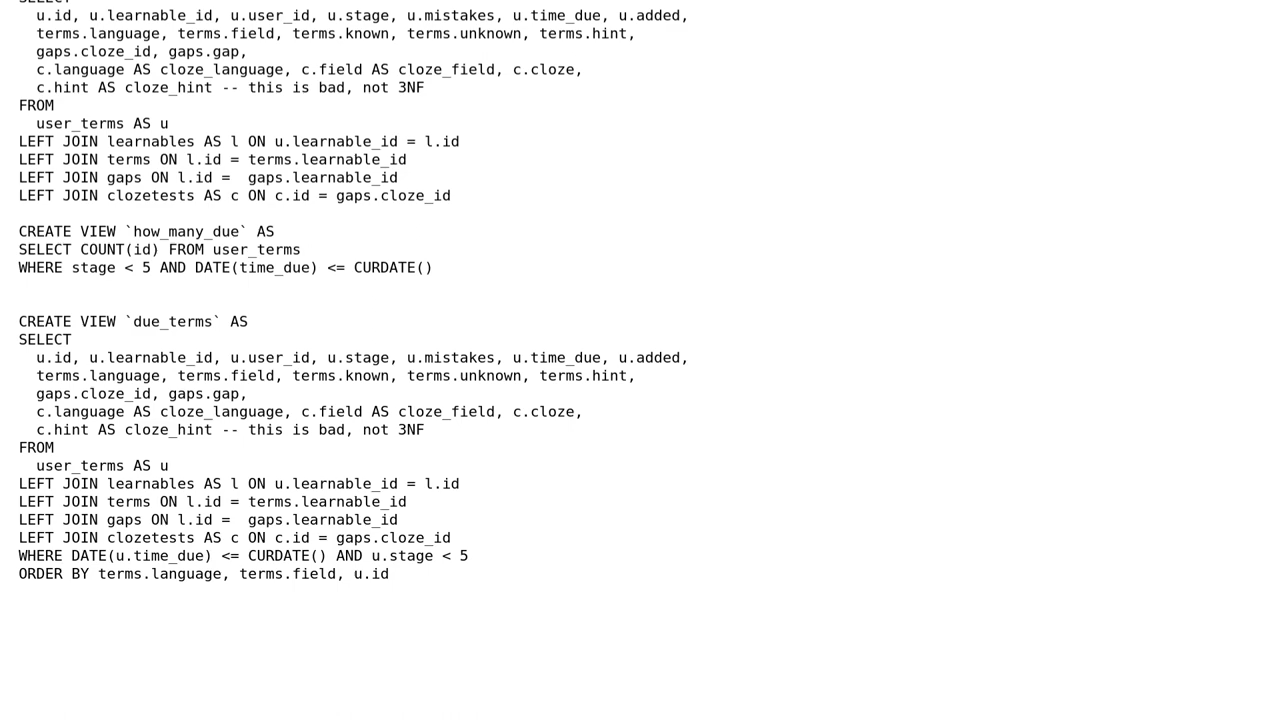 SELECT
  u.id, u.learnable_id, u.user_id, u.stage, u.mistakes, u.time_due, u.added,
  terms.language, terms.field, terms.known, terms.unknown, terms.hint,
  gaps.cloze_id, gaps.gap,
  c.language AS cloze_language, c.field AS cloze_field, c.cloze,
  c.hint AS cloze_hint -- this is bad, not 3NF
FROM
  user_terms AS u
LEFT JOIN learnables AS l ON u.learnable_id = l.id
LEFT JOIN terms ON l.id = terms.learnable_id
LEFT JOIN gaps ON l.id =  gaps.learnable_id
LEFT JOIN clozetests AS c ON c.id = gaps.cloze_id

CREATE VIEW `how_many_due` AS
SELECT COUNT(id) FROM user_terms
WHERE stage < 5 AND DATE(time_due) <= CURDATE()

CREATE VIEW `due_terms` AS
SELECT
  u.id, u.learnable_id, u.user_id, u.stage, u.mistakes, u.time_due, u.added,
  terms.language, terms.field, terms.known, terms.unknown, terms.hint,
  gaps.cloze_id, gaps.gap,
  c.language AS cloze_language, c.field AS cloze_field, c.cloze,
  c.hint AS cloze_hint -- this is bad, not 3NF
FROM
  user_terms AS u
LEFT JOIN learnables AS l ON u.learnable_id = l.id
LEFT JOIN terms ON l.id = terms.learnable_id
LEFT JOIN gaps ON l.id =  gaps.learnable_id
LEFT JOIN clozetests AS c ON c.id = gaps.cloze_id
WHERE DATE(u.time_due) <= CURDATE() AND u.stage < 5
ORDER BY terms.language, terms.field, u.id